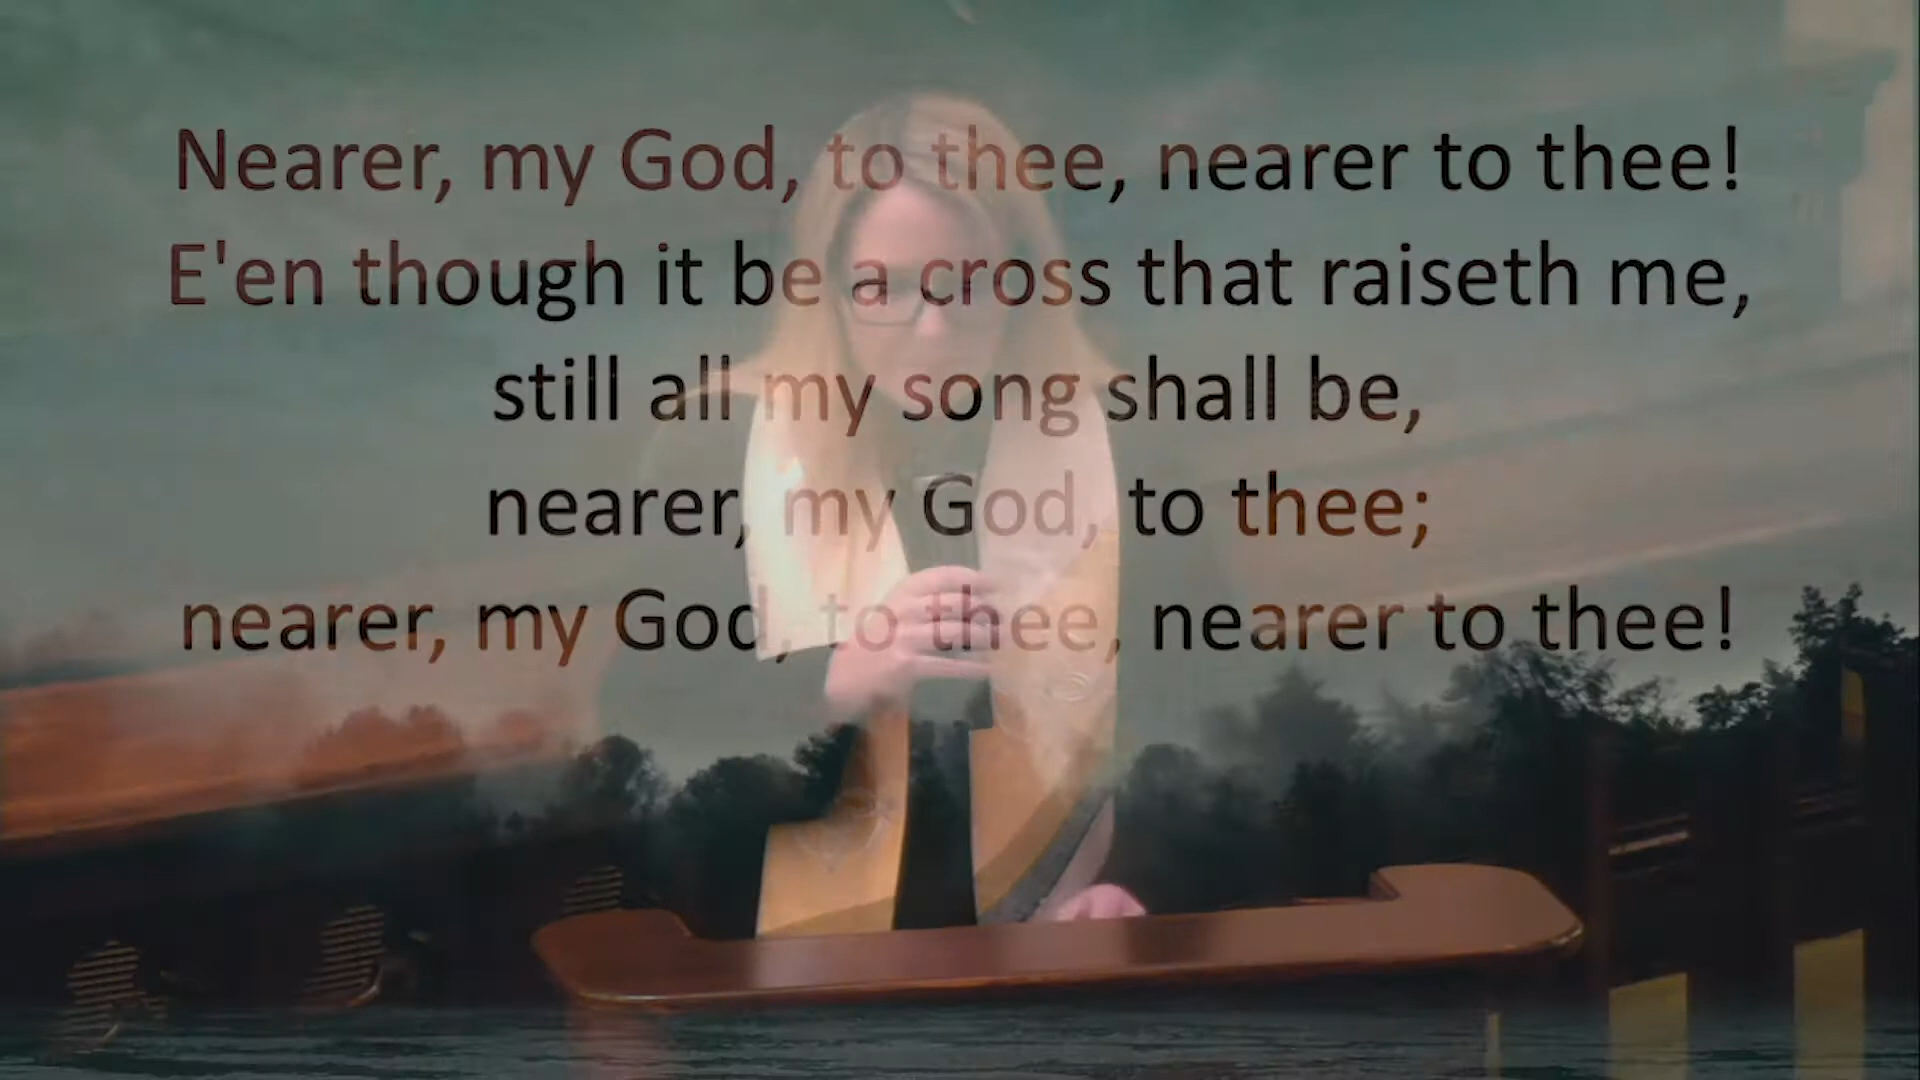 Nearer, my God, to thee, nearer to thee!
E'en though it be a cross that raiseth me,
still all my song shall be,
nearer, my God, to thee;
nearer, my God, to thee, nearer to thee!